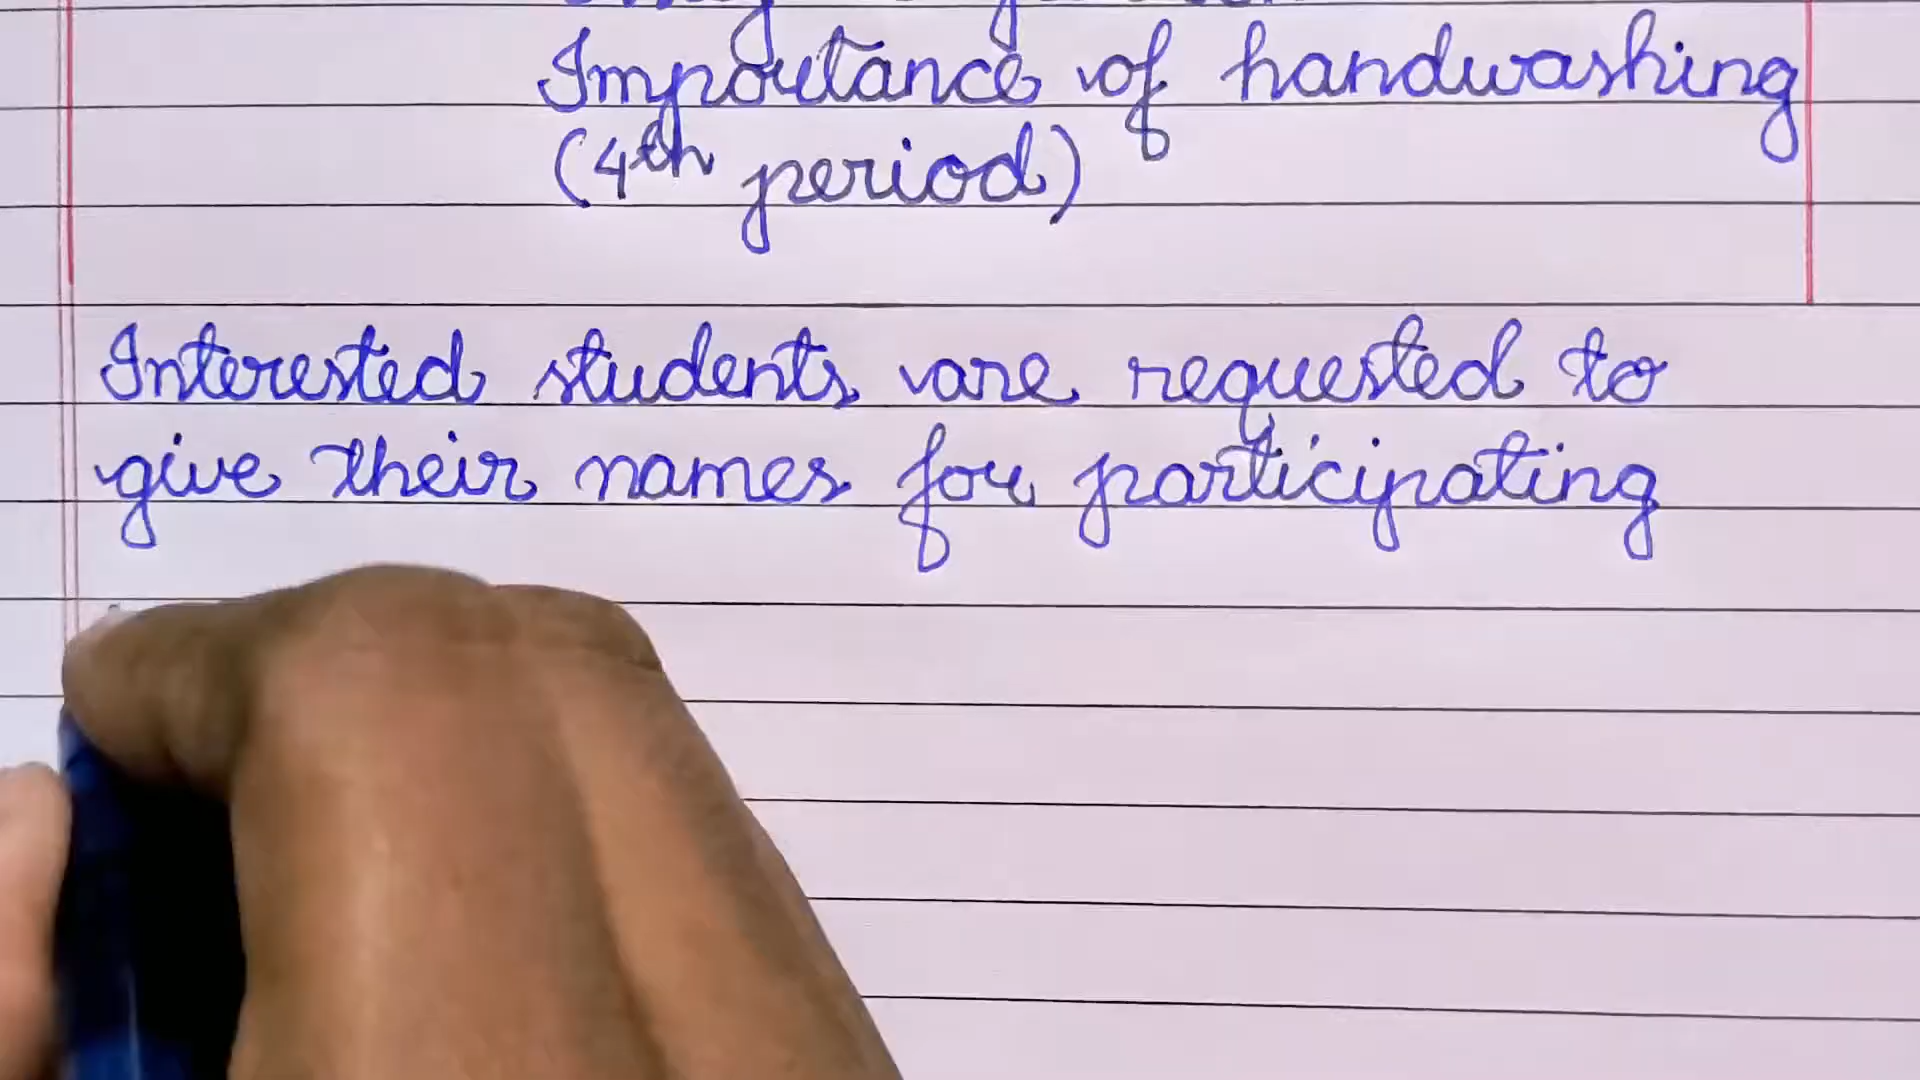 Importance of handwashing
(4th period)
Interested students are requested to
give their names for participating